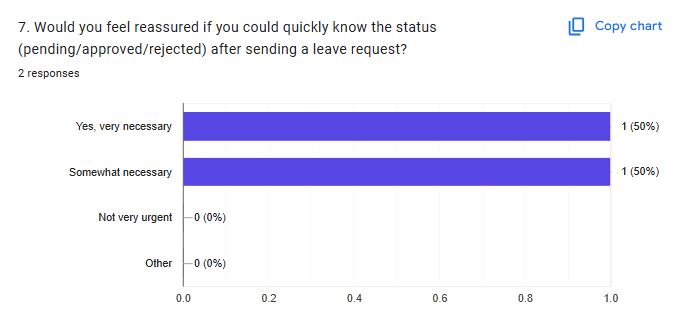 7. Would you feel reassured if you could quickly know the status
(pending/approved/rejected) after sending a leave request?
Copy chart
2 responses
Yes, very necessary
1 (50%)
Somewhat necessary
1 (50%)
Not very urgent
0 (0%)
Other
0 (0%)
0.0 0.2 0.4 0.6 0.8 1.0